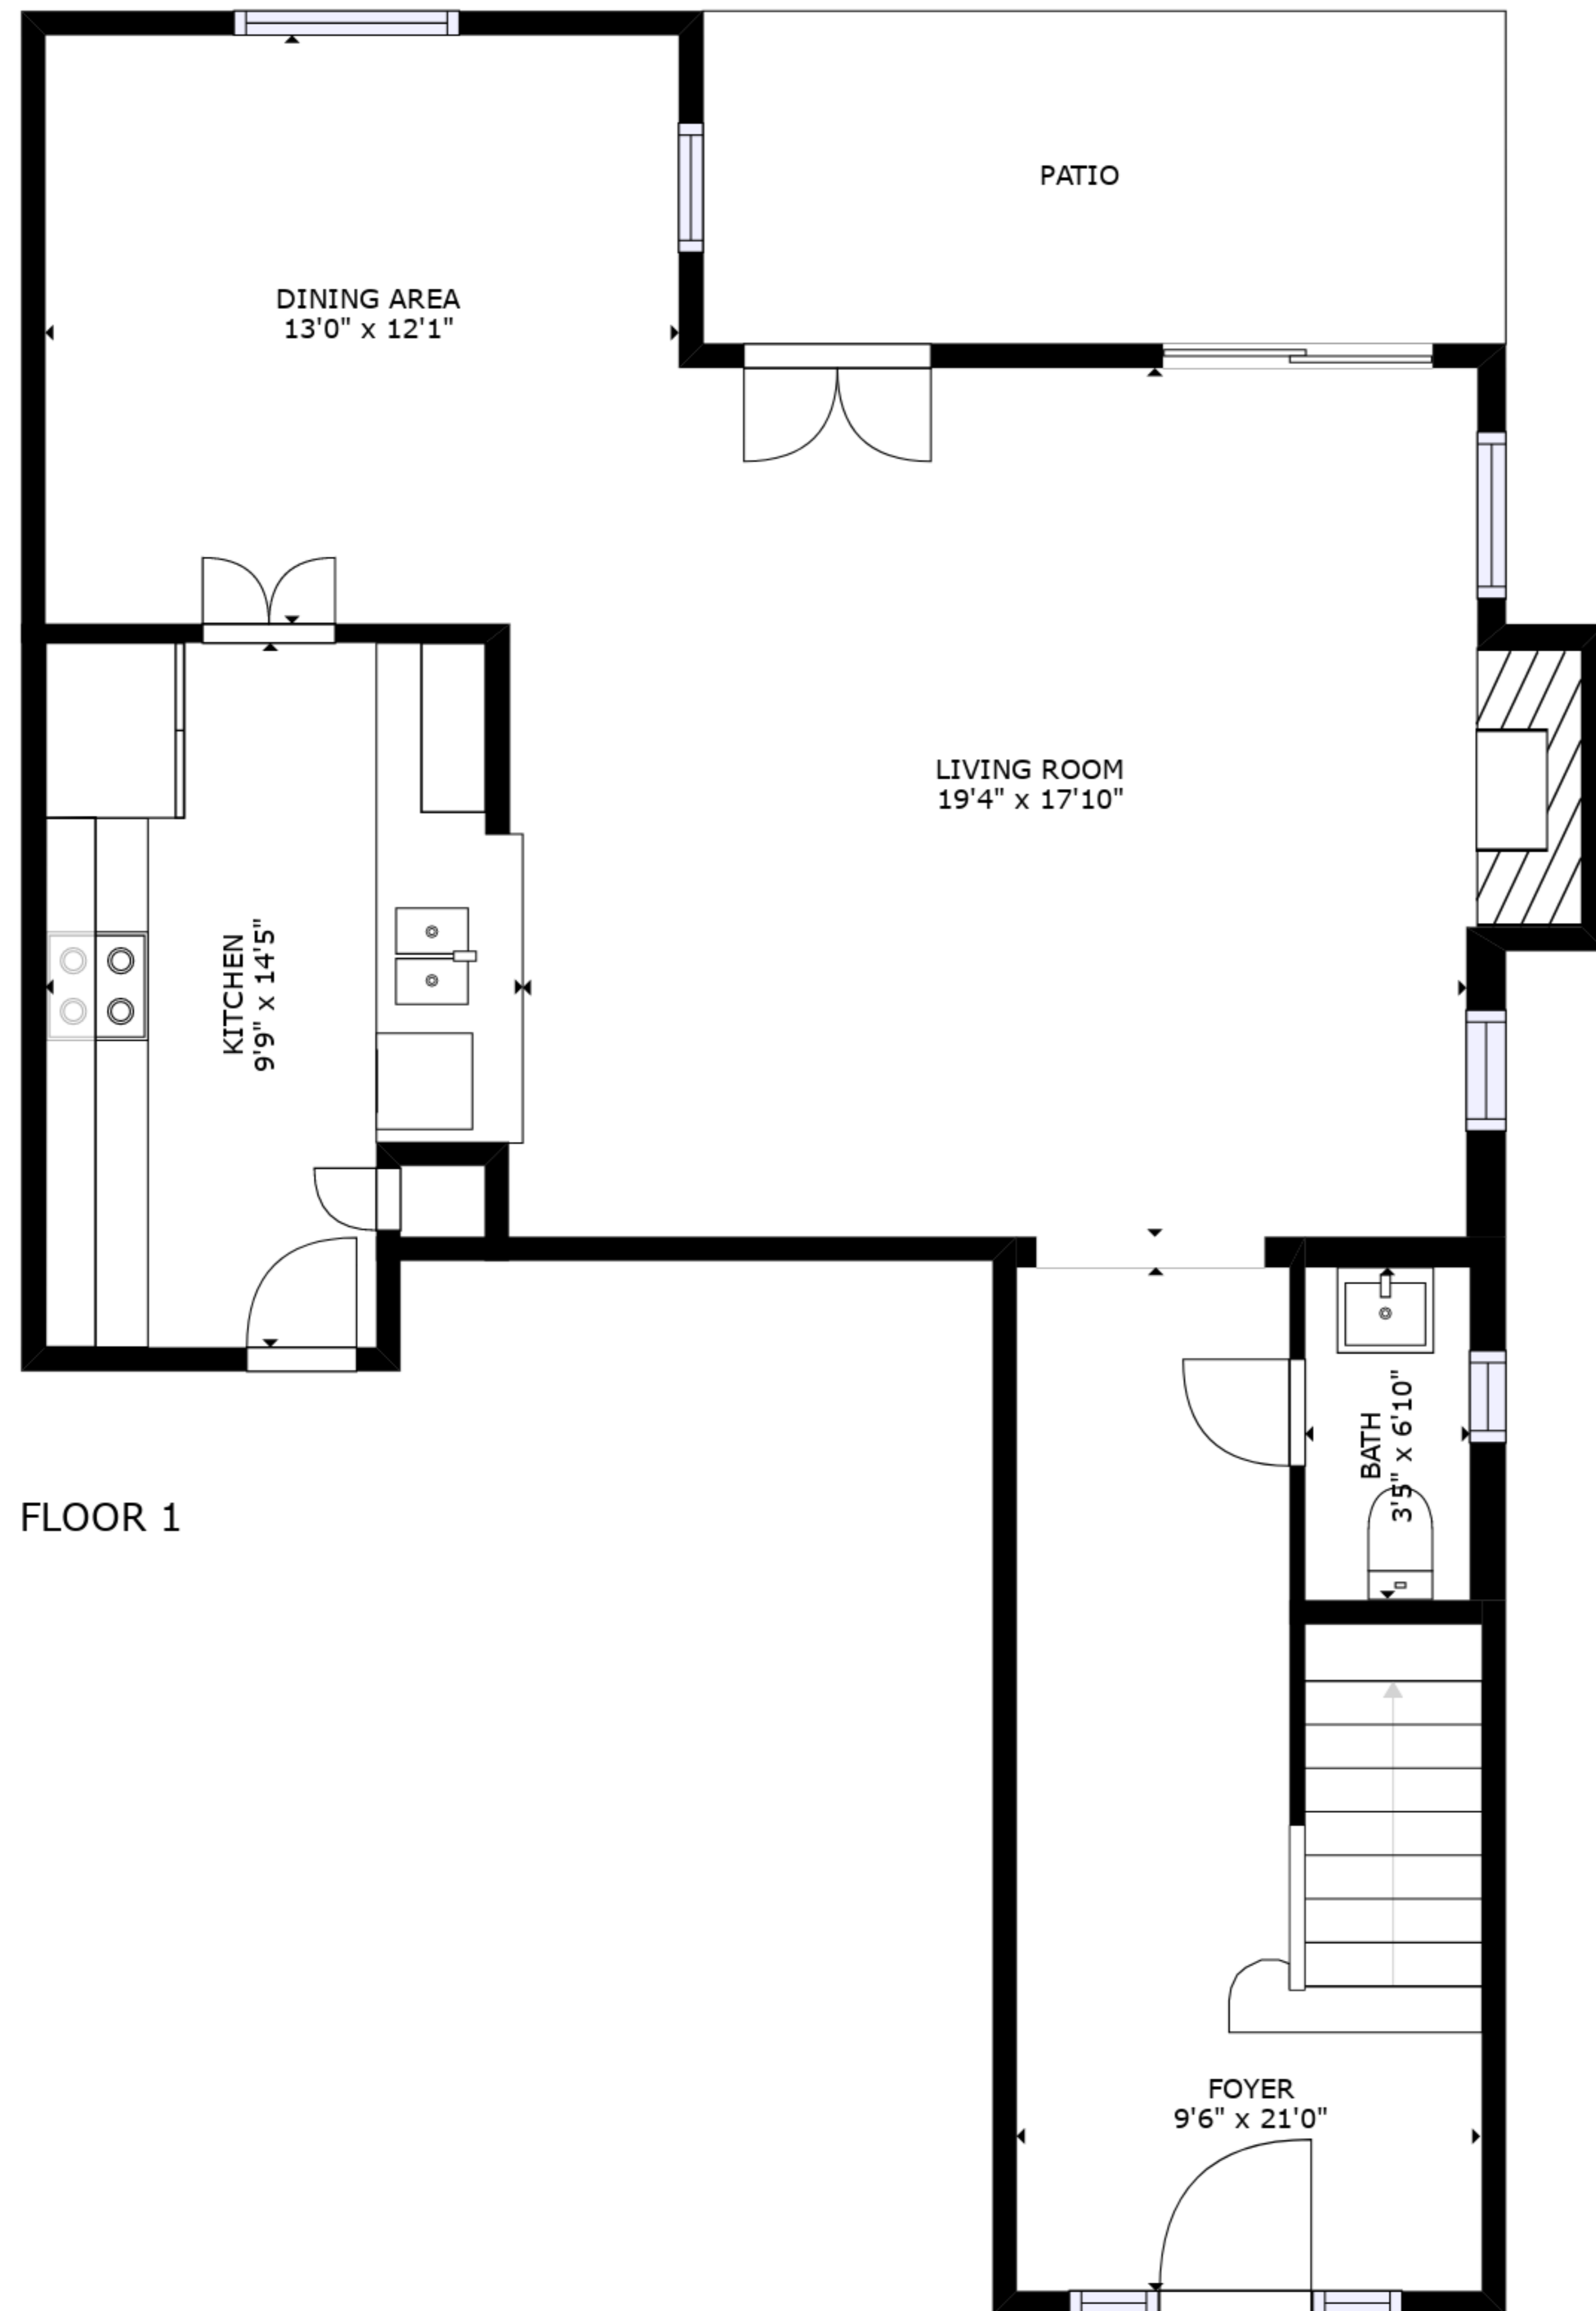 PATIO
DINING AREA
13'0" x 12'1"
LIVING ROOM
19'4" x 17'10"
KITCHEN
9'9" x 14'5"
BATH
3'5" x 6'10"
FLOOR 1
FOYER
9'6" x 21'0"